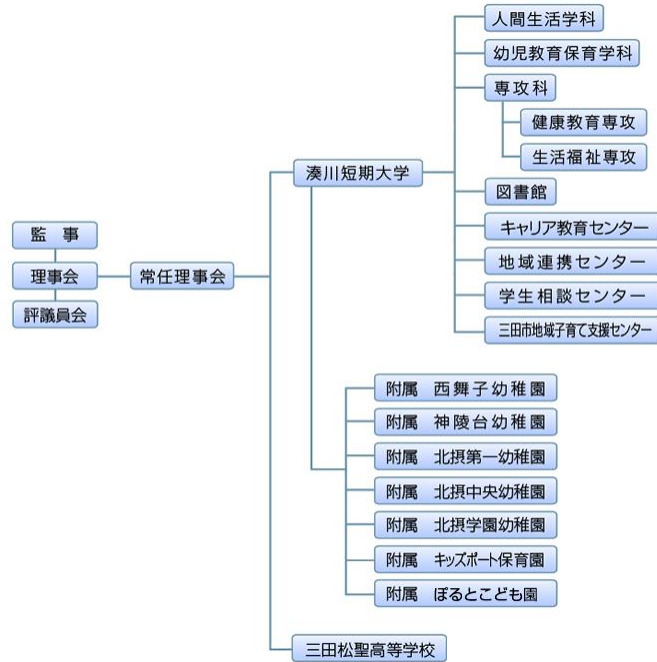 監　事
理事会
評議員会
常任理事会
湊川短期大学
人間生活学科
幼児教育保育学科
専攻科
健康教育専攻
生活福祉専攻
図書館
キャリア教育センター
地域連携センター
学生相談センター
三田市地域子育て支援センター
附属　西舞子幼稚園
附属　神陵台幼稚園
附属　北摂第一幼稚園
附属　北摂中央幼稚園
附属　北摂学園幼稚園
附属　キッズポート保育園
附属　ぽるとこども園
三田松聖高等学校